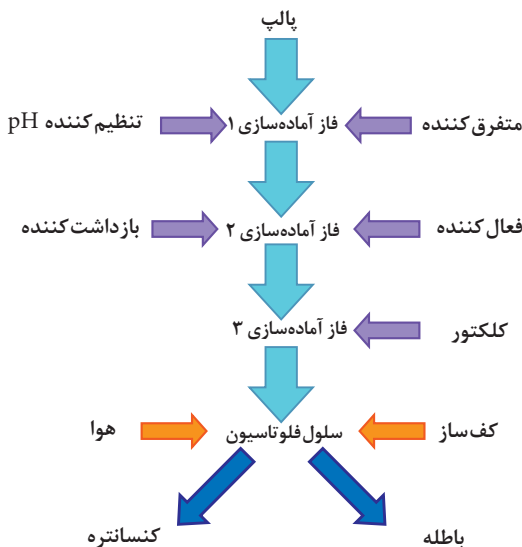 پالپ
متفرق‌کننده
فاز آماده‌سازی ۱
تنظیم‌کننده pH
فعال‌کننده
فاز آماده‌سازی ۲
بازداشت‌کننده
کلکتور
فاز آماده‌سازی ۳
کف‌ساز
سلول فلوتاسیون
هوا
باطله
کنسانتره